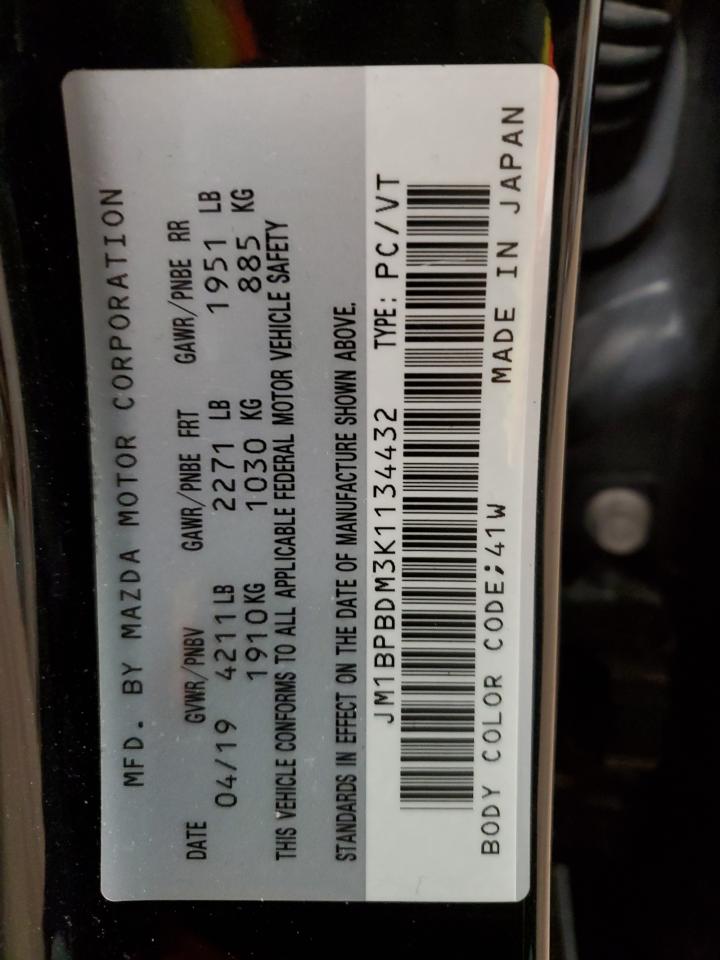 MFD. BY MAZDA MOTOR CORPORATION
DATE GVWR/PNBV GAWR/PNBE FRT GAWR/PNBE RR
04/19 4211LB 2271 LB 1951 LB
1910KG 1030 KG 885 KG
THIS VEHICLE CONFORMS TO ALL APPLICABLE FEDERAL MOTOR VEHICLE SAFETY
STANDARDS IN EFFECT ON THE DATE OF MANUFACTURE SHOWN ABOVE.
JM1BPBDM3K1134432 TYPE: PC/VT
BODY COLOR CODE;41W MADE IN JAPAN